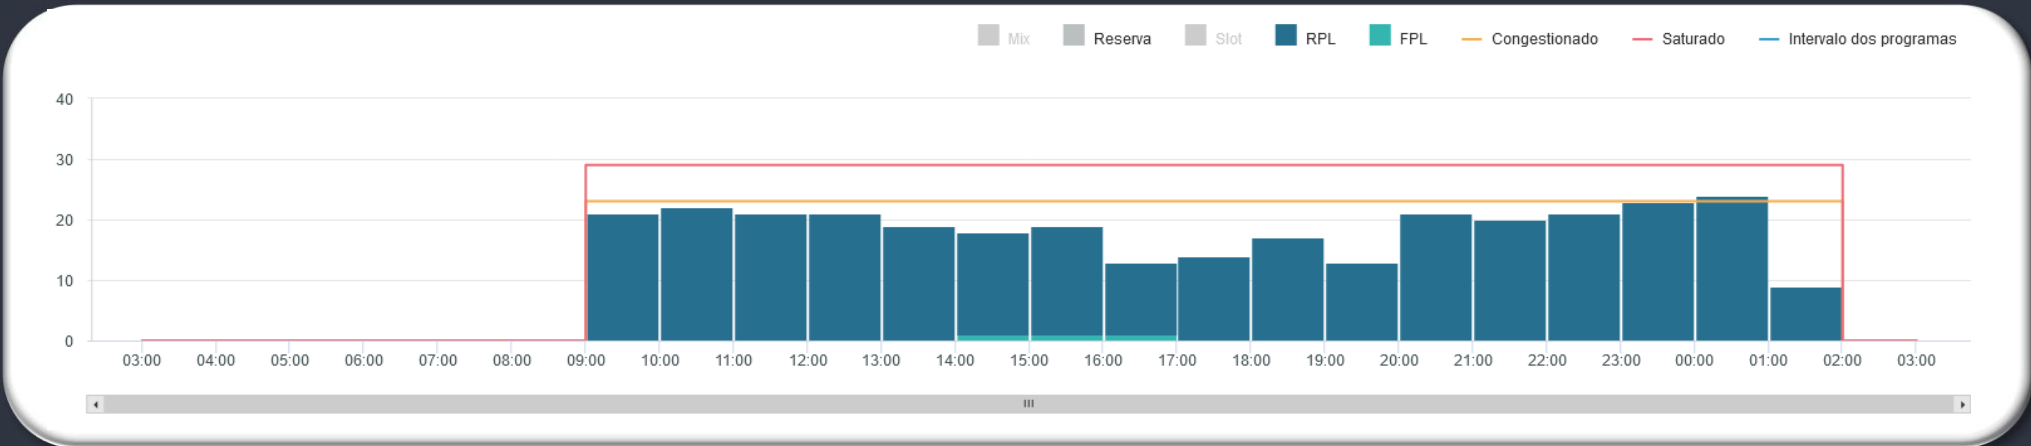 Mix Reserva Slot RPL FPL Congestionado Saturado Intervalo dos programas
40
30
20
10
0
03:00 04:00 05:00 06:00 07:00 08:00 09:00 10:00 11:00 12:00 13:00 14:00 15:00 16:00 17:00 18:00 19:00 20:00 21:00 22:00 23:00 00:00 01:00 02:00 03:00